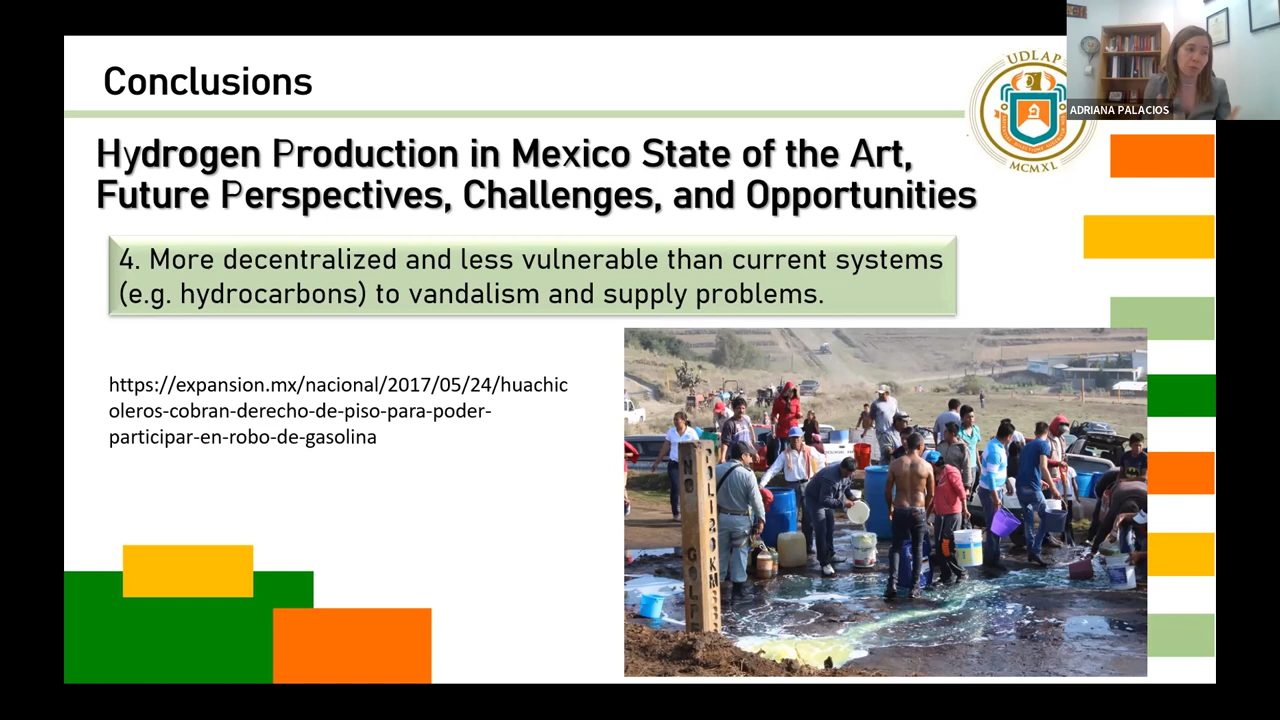 Conclusions
UDLAP
MCMXL
ADRIANA PALACIOS
Hydrogen Production in Mexico State of the Art,
Future Perspectives, Challenges, and Opportunities
4. More decentralized and less vulnerable than current systems
(e.g. hydrocarbons) to vandalism and supply problems.
https://expansion.mx/nacional/2017/05/24/huachic
oleros-cobran-derecho-de-piso-para-poder-
participar-en-robo-de-gasolina
NO GOLPE